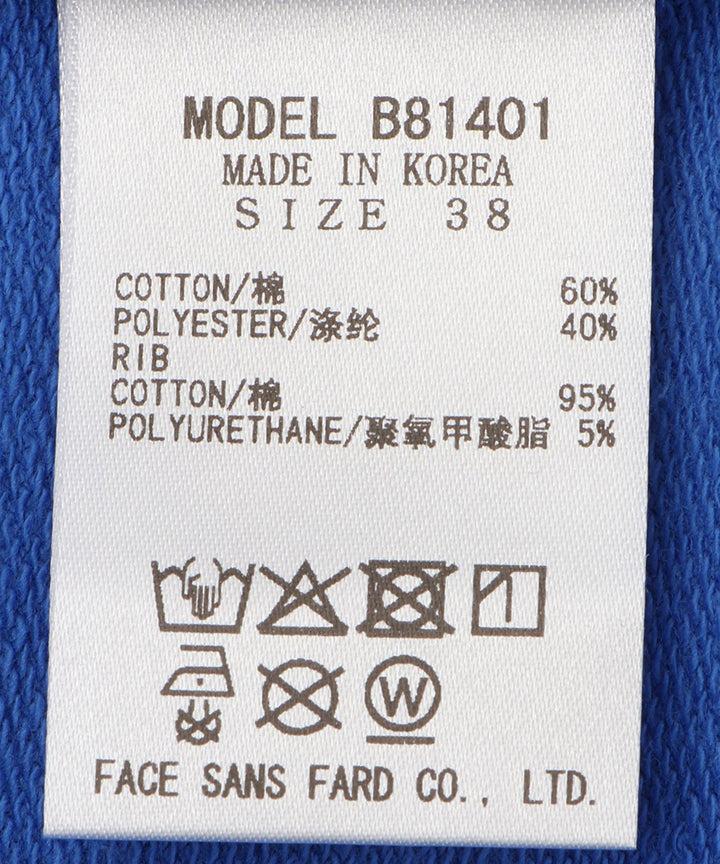 MODEL B81401
MADE IN KOREA
SIZE 38
COTTON/棉 60%
POLYESTER/涤纶 40%
RIB
COTTON/棉 95%
POLYURETHANE/聚氧甲酸脂 5%
W
FACE SANS FARD CO., LTD.